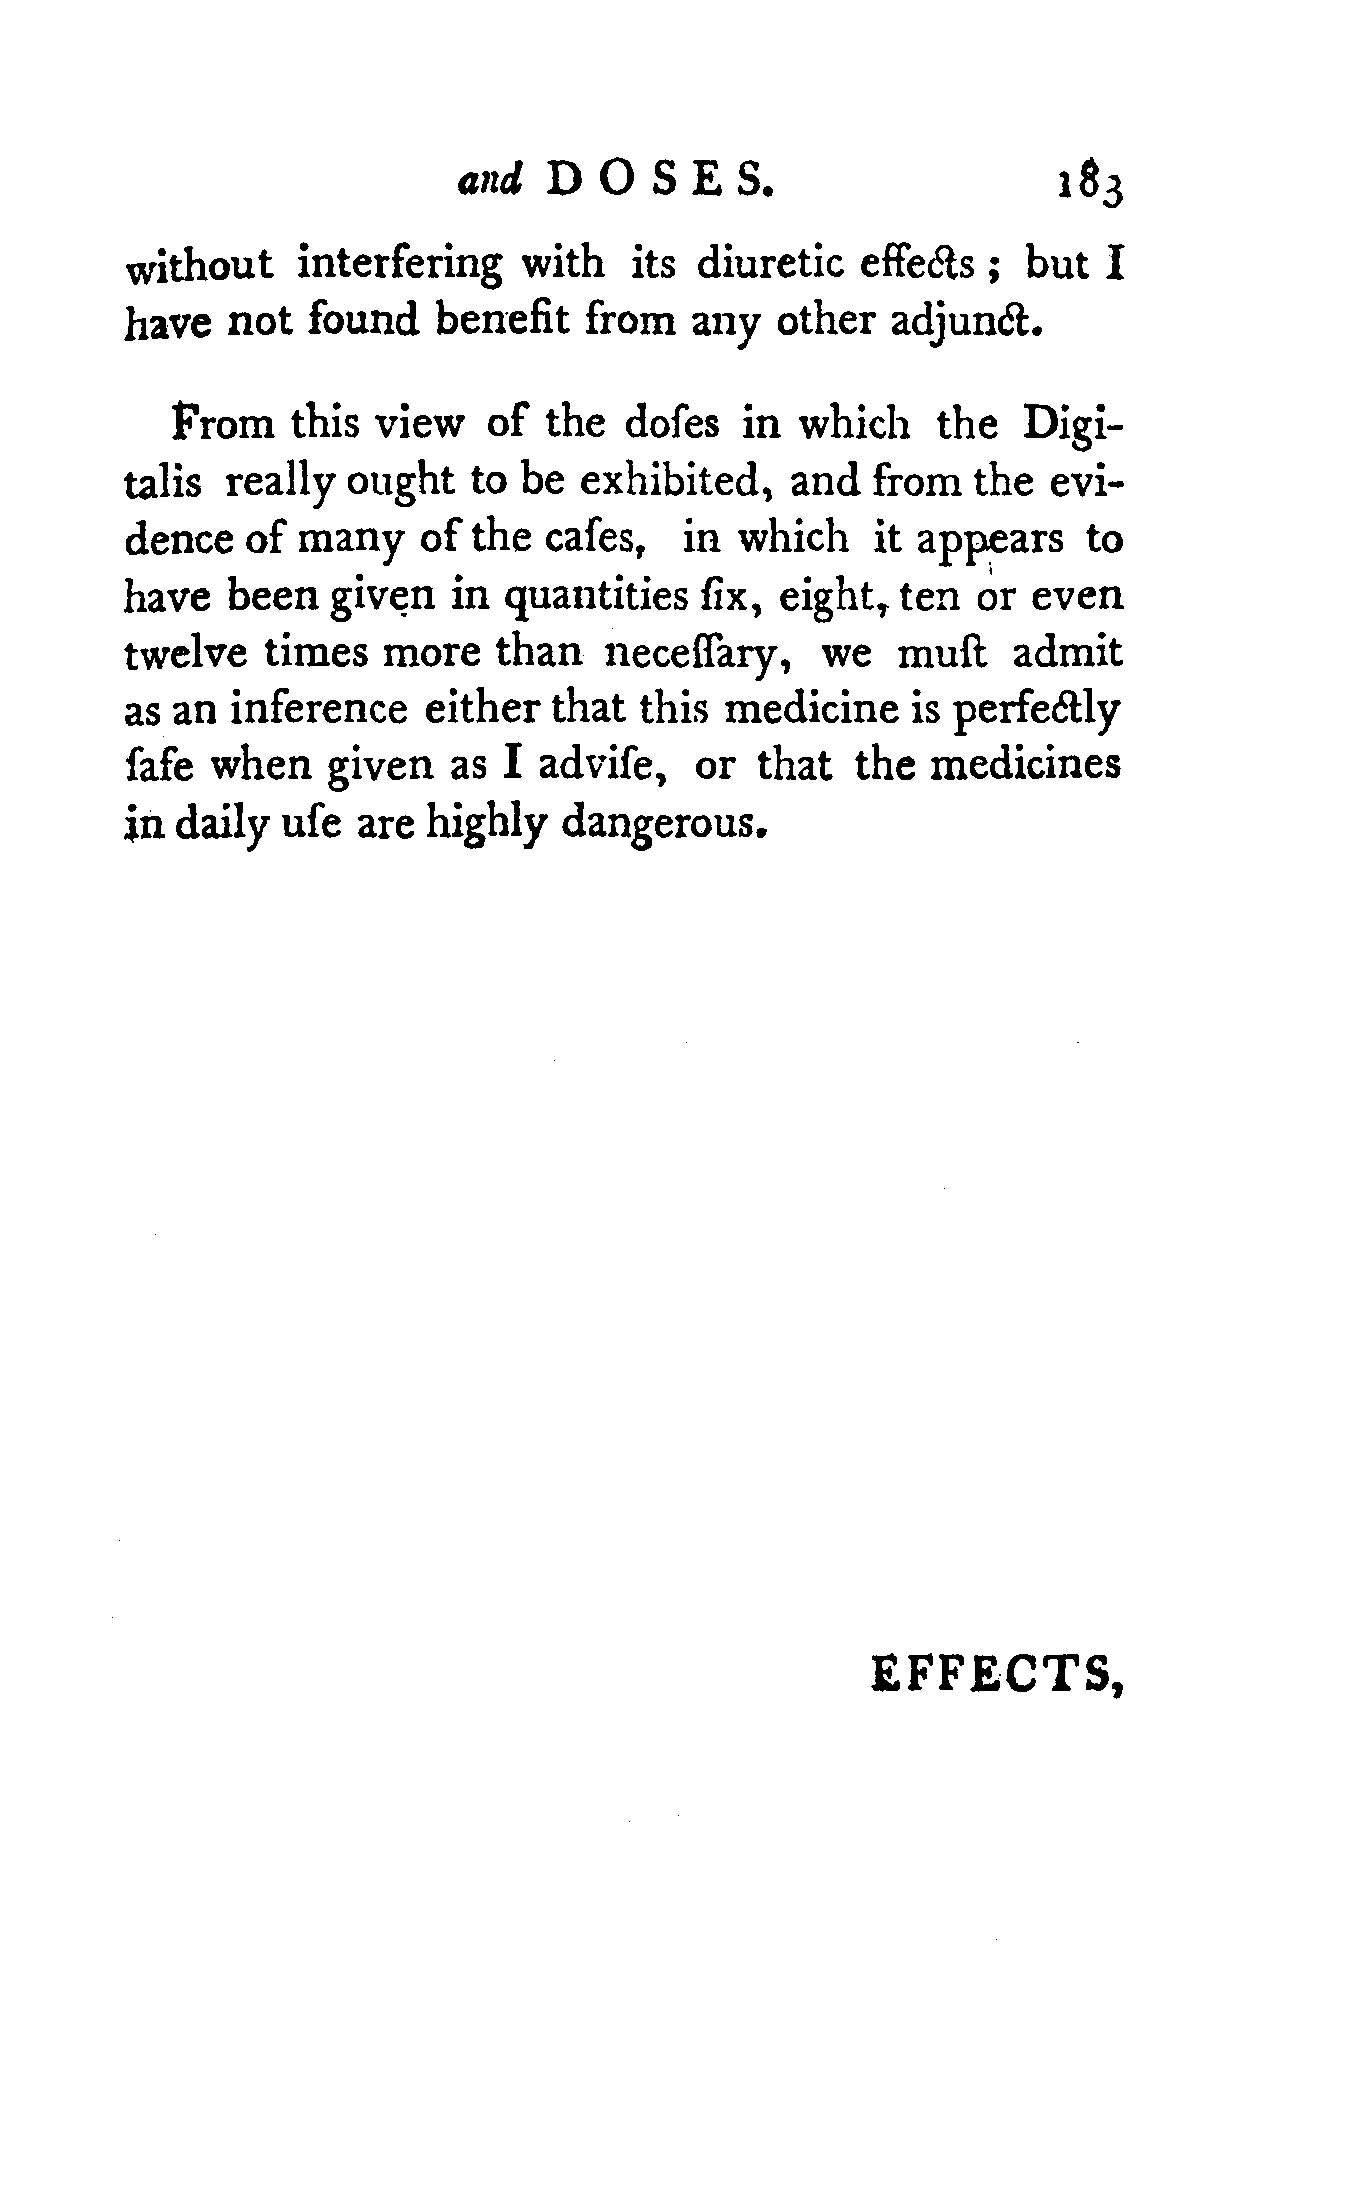 and D O S E S. 183
without interfering with its diuretic effects ; but I
have not found benefit from any other adjunct.
From this view of the doſes in which the Digi-
talis really ought to be exhibited, and from the evi-
dence of many of the caſes, in which it appears to
have been given in quantities ſix, eight, ten or even
twelve times more than neceſſary, we muſt admit
as an inference either that this medicine is perfectly
ſafe when given as I adviſe, or that the medicines
in daily uſe are highly dangerous.
EFFECTS,